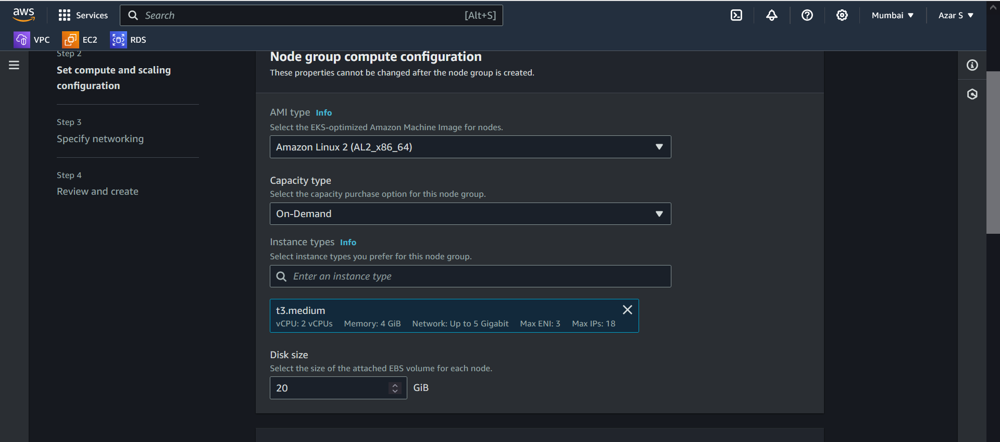 aws
Services
Search
[Alt+S]
Mumbai
Azar S
VPC
EC2
RDS
Step 2
Set compute and scaling
configuration
Step 3
Specify networking
Step 4
Review and create
Node group compute configuration
These properties cannot be changed after the node group is created.
AMI type Info
Select the EKS-optimized Amazon Machine Image for nodes.
Amazon Linux 2 (AL2_x86_64)
Capacity type
Select the capacity purchase option for this node group.
On-Demand
Instance types Info
Select instance types you prefer for this node group.
Enter an instance type
t3.medium
vCPU: 2 vCPUs Memory: 4 GiB Network: Up to 5 Gigabit Max ENI: 3 Max IPs: 18
Disk size
Select the size of the attached EBS volume for each node.
20 GiB